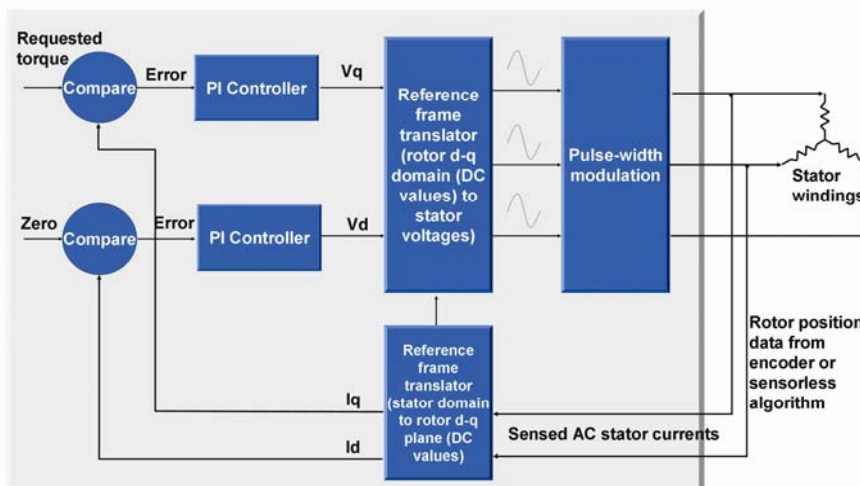 Requested
torque
Compare
Error
PI Controller
Vq
Reference
frame
translator
(rotor d-q
domain (DC
values) to
stator
voltages)
Pulse-width
modulation
Stator
windings
Zero
Compare
Error
PI Controller
Vd
Reference
frame
translator
(stator domain
to rotor d-q
plane (DC
values)
Iq
Id
Sensed AC stator currents
Rotor position
data from
encoder or
sensorless
algorithm